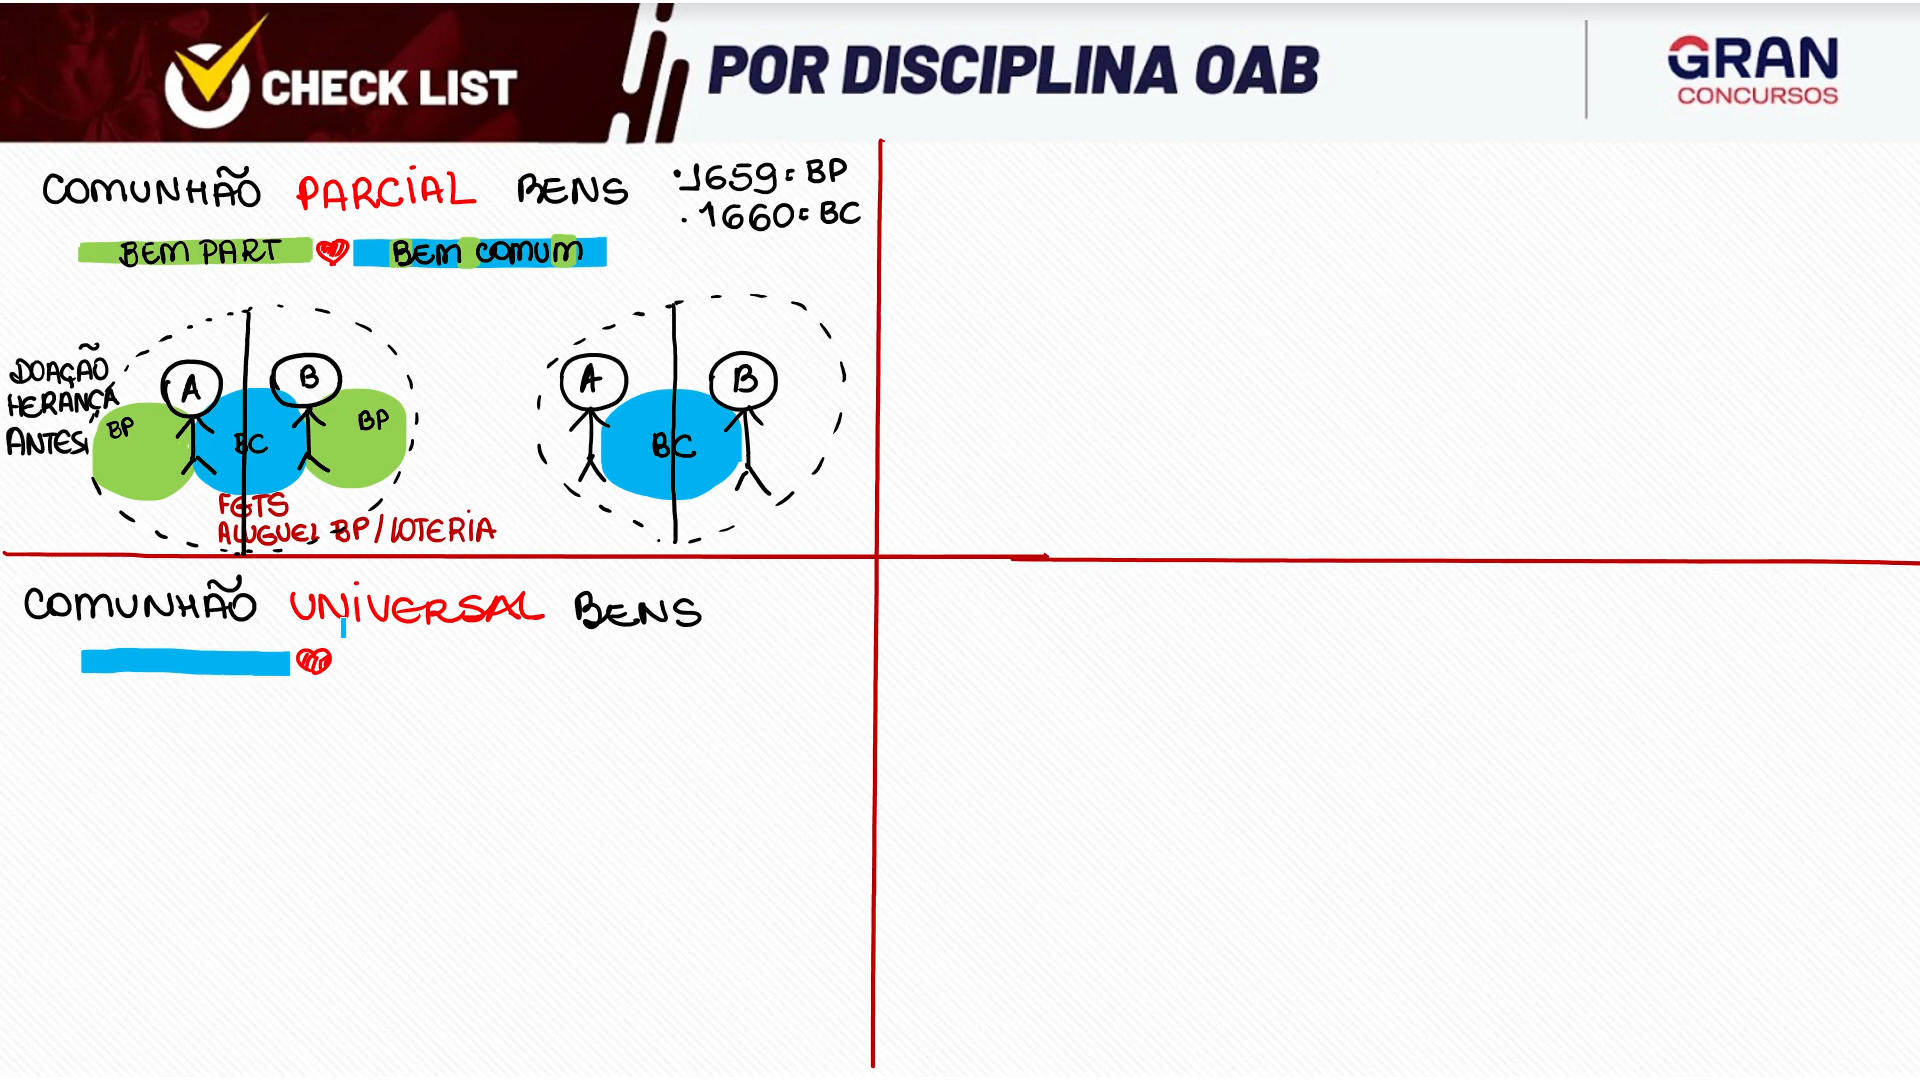 CHECK LIST
POR DISCIPLINA OAB
GRAN
CONCURSOS
COMUNHÃO PARCIAL BENS
·1659: BP
·1660: BC
BEM PART
BEM COMUM
DOAÇÃO
HERANÇA
ANTES
BP
A
BC
B
BP
FGTS
ALUGUEL BP/LOTERIA
A
BC
B
COMUNHÃO UNIVERSAL BENS